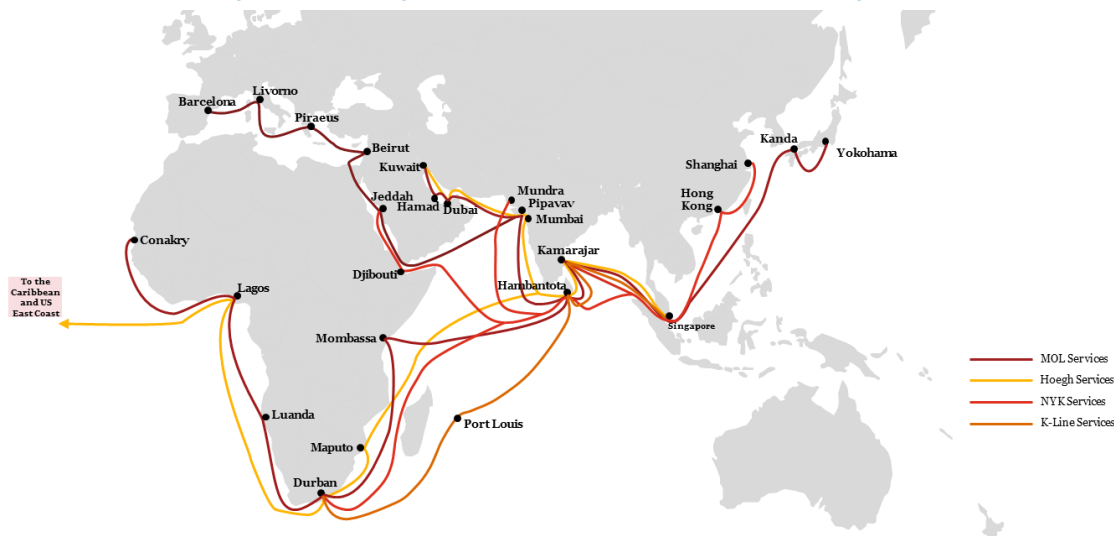 Livorno
Barcelona
Piraeus
Beirut
Kuwait
Jeddah
Hamad
Dubai
Mundra
Pipavav
Mumbai
Kanda
Yokohama
Shanghai
Hong
Kong
Conakry
Kamarajar
Djibouti
Hambantota
To the
Caribbean
and US
East Coast
Lagos
Mombassa
Singapore
Luanda
Port Louis
Maputo
Durban
MOL Services
Hoegh Services
NYK Services
K-Line Services